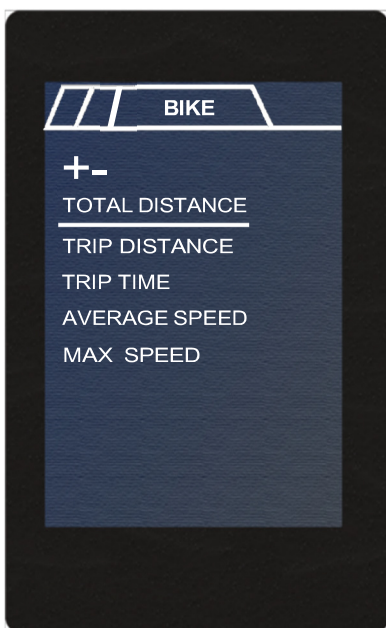 BIKE
+-
TOTAL DISTANCE
TRIP DISTANCE
TRIP TIME
AVERAGE SPEED
MAX SPEED